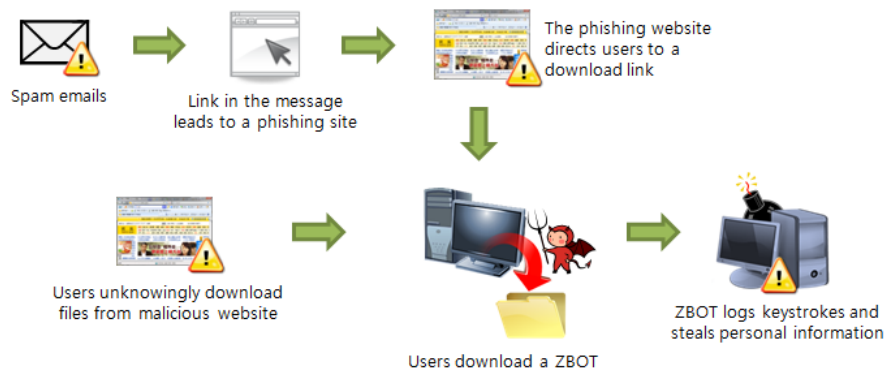 Spam emails
Link in the message
leads to a phishing site
The phishing website
directs users to a
download link
Users unknowingly download
files from malicious website
Users download a ZBOT
ZBOT logs keystrokes and
steals personal information